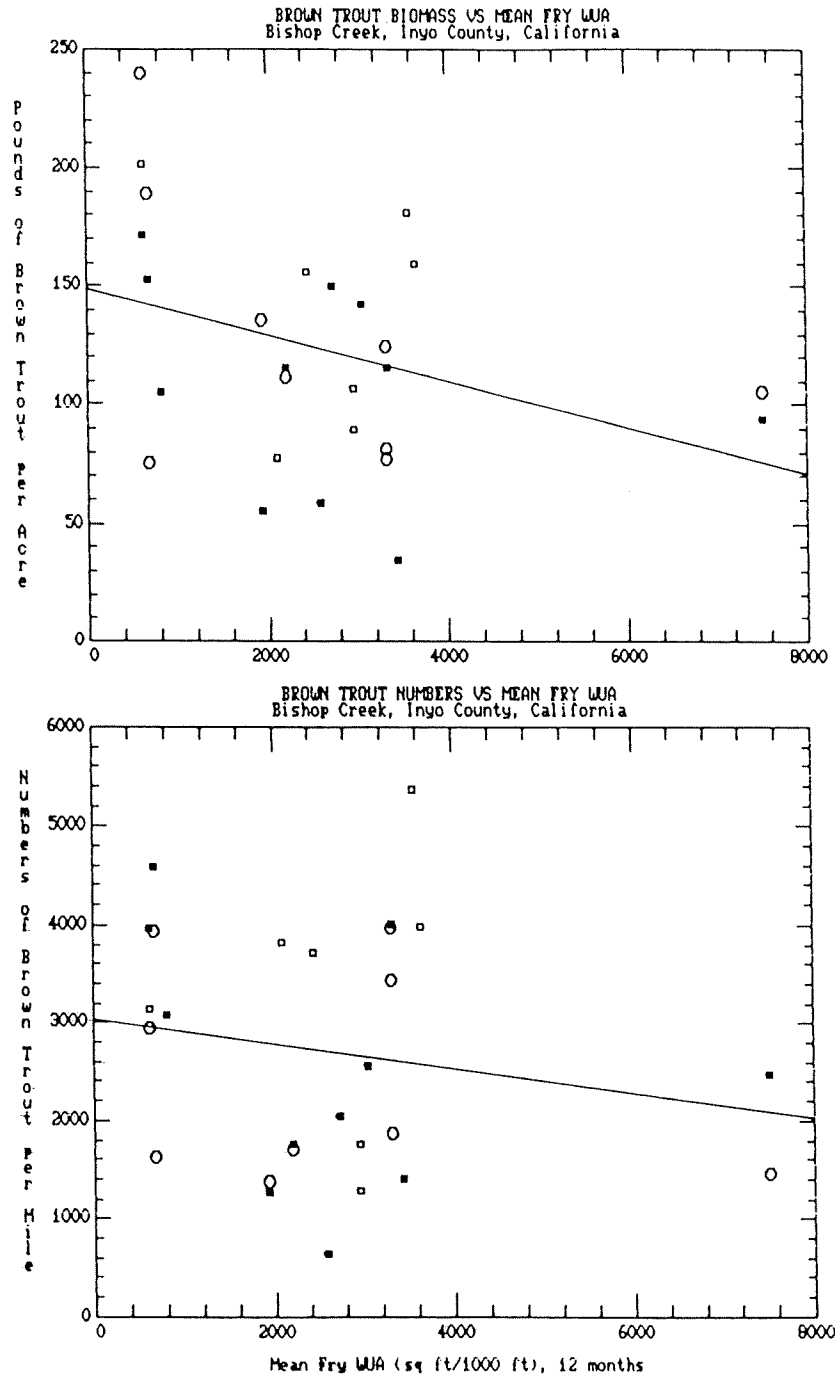 BROWN TROUT BIOMASS VS MEAN FRY WUA
Bishop Creek, Inyo County, California
Pounds of Brown Trout per Acre
250
200
150
100
50
0
0 2000 4000 6000 8000
BROWN TROUT NUMBERS VS MEAN FRY WUA
Bishop Creek, Inyo County, California
Numbers of Brown Trout per Mile
6000
5000
4000
3000
2000
1000
0
0 2000 4000 6000 8000
Mean Fry WUA (sq ft/1000 ft), 12 months